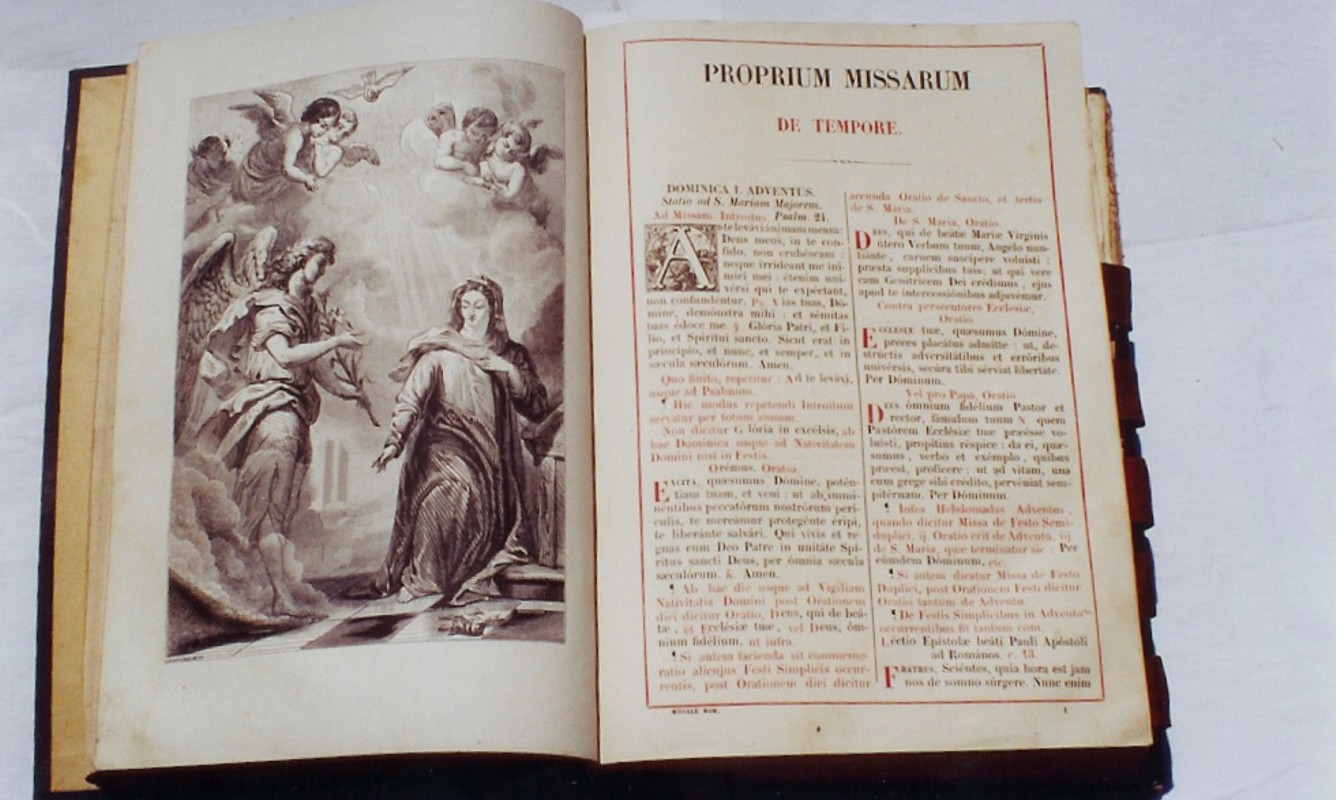 PROPRIUM MISSARUM
DE TEMPORE.
DOMINICA I. ADVENTUS.
Statio ad S. Mariam Majorem.
Ad Missam. Introitus. Psalm. 24.
Ad te levávi ánimam meam:
Deus meus, in te con-
fido, non erubéscam :
neque irrídeant me ini-
míci mei : étenim uni-
vérsi qui te expéctant,
non confundéntur. Ps. Vias tuas, Dó-
mine, demónstra mihi : et sémitas
tuas édoce me. ℣. Glória Patri, et Fi-
lio, et Spirítui sancto. Sicut erat in
princípio, et nunc, et semper, et in
sǽcula sæculórum. Amen.
Quo finito, repetitur : Ad te levávi,
usque ad Psalmum.
¶ Hic modus repetendi Introitum
servatur per totum annum.
Non dicitur Glória in excélsis, ab
hac Dominica usque ad Nativitatem
Domini nisi in Festis.
Orémus. Oratio.
EXCITA, quǽsumus Dómine, potén-
tiam tuam, et veni : ut ab immi-
néntibus peccatórum nostrórum perí-
culis, te mereámur protegénte éripi,
te liberánte salvári. Qui vivis et re-
gnas cum Deo Patre in unitáte Spí-
ritus sancti Deus, per ómnia sǽcula
sæculórum. ℟. Amen.
¶ Ab hac die usque ad Vigiliam
Nativitatis Domini post Orationem
diei dicitur Oratio, Deus, qui de beá-
tæ, et Ecclésiæ tuæ, vel Deus, óm-
nium fidélium, ut infra.
¶ Si autem facienda sit commemo-
ratio alicujus Festi Simplicis occur-
rentis, post Orationem diei dicitur
MISSALE ROM.
secunda Oratio de Sancto, et tertia
de S. Maria.
De S. Maria, Oratio.
DEUS, qui de beátæ Maríæ Vírginis
útero Verbum tuum, Angelo nun-
tiánte, carnem suscípere voluísti :
præsta supplícibus tuis; ut qui vere
eam Genitrícem Dei crédimus, ejus
apud te intercessiónibus adjuvémur.
Contra persecutores Ecclesiæ,
Oratio
ECCLESIÆ tuæ, quǽsumus Dómine,
preces placátus admítte : ut, de-
strúctis adversitátibus et erróribus
univérsis, secúra tibi sérviat libertáte.
Per Dóminum.
Vel pro Papa, Oratio.
DEUS ómnium fidélium Pastor et
rector, fámulum tuum N. quem
Pastórem Ecclésiæ tuæ præésse vo-
luísti, propítius réspice : da ei, quǽ-
sumus, verbo et exémplo, quibus
præest, profícere ; ut ad vitam, una
cum grege sibi crédito, pervéniat sem-
pitérnam. Per Dóminum.
¶ Infra Hebdomadas Adventus,
quando dicitur Missa de Festo Semi-
duplici, ij. Oratio erit de Adventu, iij
de S. Maria, quæ terminatur sic : Per
eúmdem Dóminum, etc.
¶ Si autem dicatur Missa de Festo
Duplici, post Orationem Festi dicitur
Oratio tantum de Adventu.
¶ De Festis Simplicibus in Adventu
occurrentibus fit tantum com.
Léctio Epístolæ beáti Pauli Apóstoli
ad Romános. c. 13.
FRATRES, Sciéntes, quia hora est jam
nos de somno súrgere. Nunc enim
1